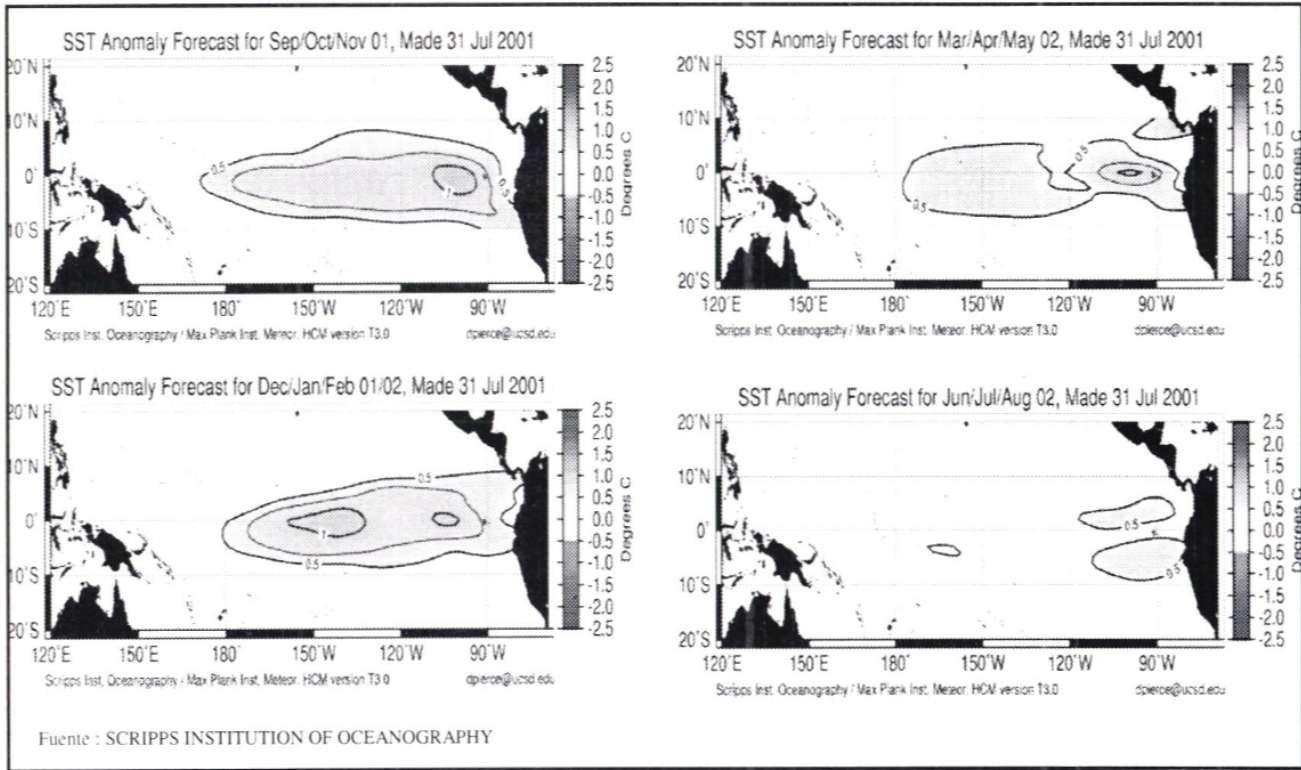 SST Anomaly Forecast for Sep/Oct/Nov 01, Made 31 Jul 2001
20°N
10°N
0°
10°S
20°S
120°E 150°E 180° 150°W 120°W 90°W
0.5
1
0.5
2.5
2.0
1.5
1.0
0.5
0.0
-0.5
-1.0
-1.5
-2.0
-2.5
Degrees C
Scripps Inst. Oceanography / Max Plank Inst. Meteor. HCM version T3.0 dpierce@ucsd.edu
SST Anomaly Forecast for Mar/Apr/May 02, Made 31 Jul 2001
20°N
10°N
0°
10°S
20°S
120°E 150°E 180° 150°W 120°W 90°W
0.5
0.5
2.5
2.0
1.5
1.0
0.5
0.0
-0.5
-1.0
-1.5
-2.0
-2.5
Degrees C
Scripps Inst. Oceanography / Max Plank Inst. Meteor. HCM version T3.0 dpierce@ucsd.edu
SST Anomaly Forecast for Dec/Jan/Feb 01/02, Made 31 Jul 2001
20°N
10°N
0°
10°S
20°S
120°E 150°E 180° 150°W 120°W 90°W
0.5
1
0.5
2.5
2.0
1.5
1.0
0.5
0.0
-0.5
-1.0
-1.5
-2.0
-2.5
Degrees C
Scripps Inst. Oceanography / Max Plank Inst. Meteor. HCM version T3.0 dpierce@ucsd.edu
SST Anomaly Forecast for Jun/Jul/Aug 02, Made 31 Jul 2001
20°N
10°N
0°
10°S
20°S
120°E 150°E 180° 150°W 120°W 90°W
0.5
0.5
2.5
2.0
1.5
1.0
0.5
0.0
-0.5
-1.0
-1.5
-2.0
-2.5
Degrees C
Scripps Inst. Oceanography / Max Plank Inst. Meteor. HCM version T3.0 dpierce@ucsd.edu
Fuente : SCRIPPS INSTITUTION OF OCEANOGRAPHY